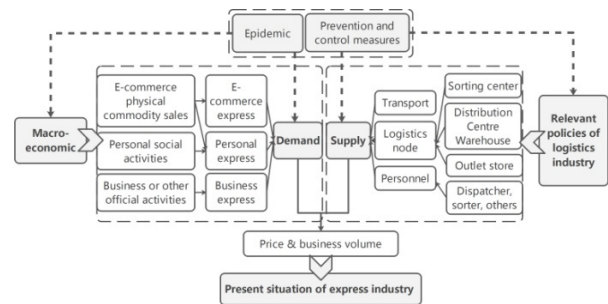 Epidemic
Prevention and
control measures
E-commerce
physical
commodity sales
E-
commerce
express
Personal social
activities
Personal
express
Business or other
official activities
Business
express
Macro-
economic
Demand
Supply
Transport
Logistics
node
Personnel
Sorting center
Distribution
Centre
Warehouse
Outlet store
Dispatcher,
sorter, others
Relevant
policies of
logistics
industry
Price & business volume
Present situation of express industry